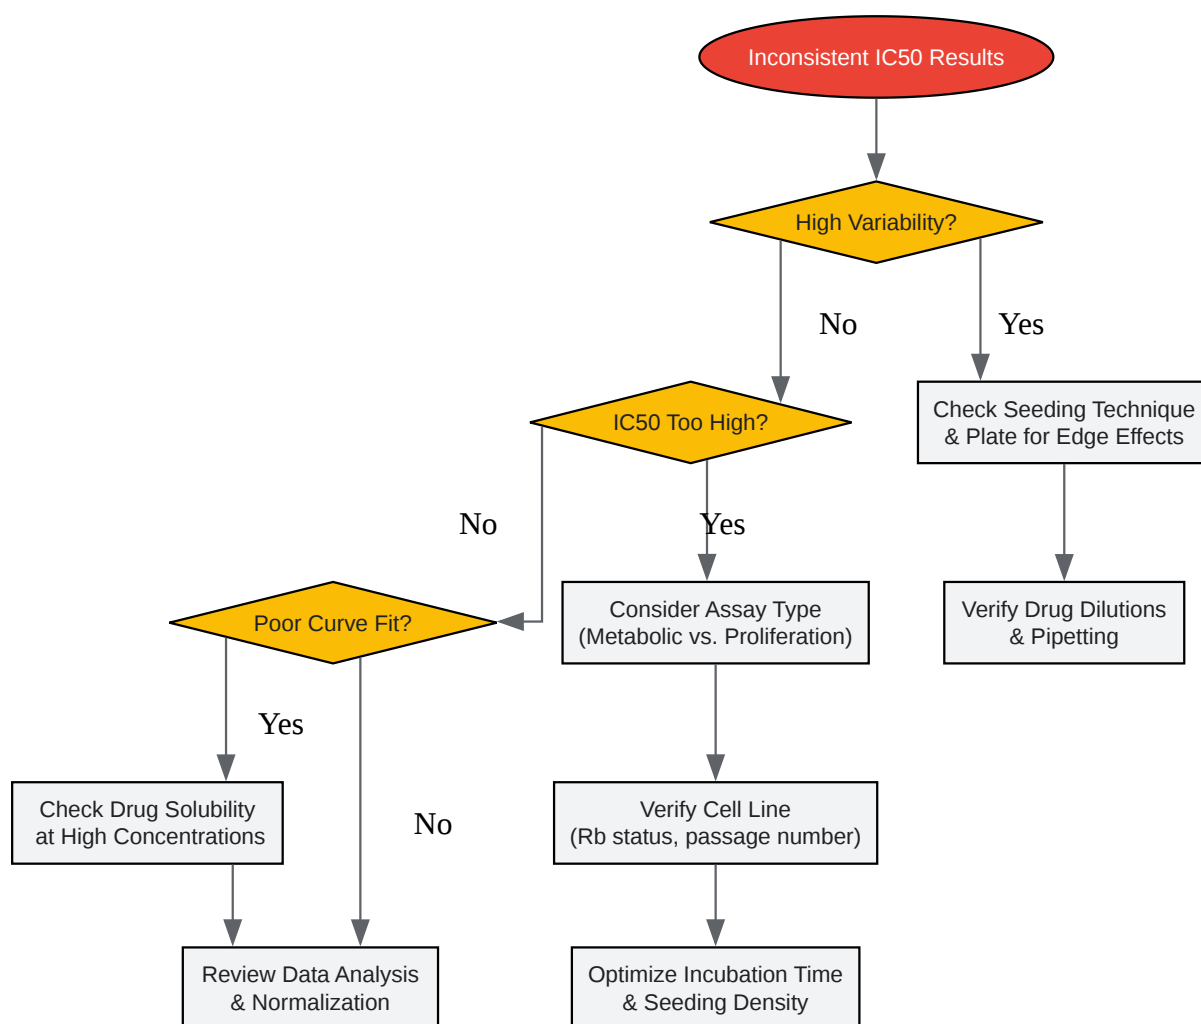 Inconsistent IC50 Results
High Variability?
No
Yes
IC50 Too High?
Check Seeding Technique
& Plate for Edge Effects
No
Yes
Poor Curve Fit?
Consider Assay Type
(Metabolic vs. Proliferation)
Verify Drug Dilutions
& Pipetting
Yes
No
Check Drug Solubility
at High Concentrations
Verify Cell Line
(Rb status, passage number)
Review Data Analysis
& Normalization
Optimize Incubation Time
& Seeding Density